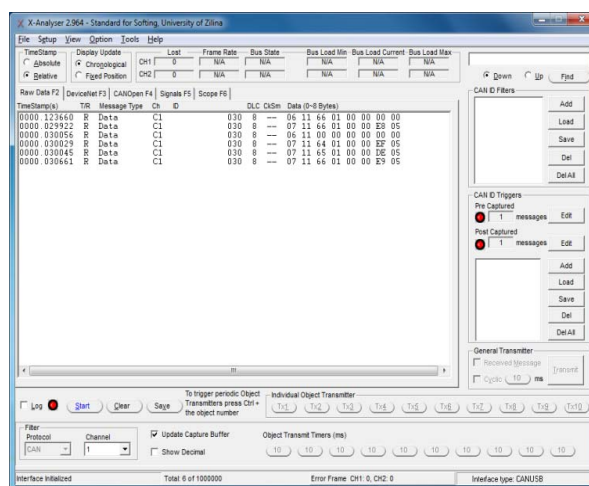 X-Analyser 2.964 - Standard for Softing, University of Zilina
File Setup View Option Tools Help
TimeStamp
Absolute
Relative
Display Update
Chronological
Fixed Position
Lost Frame Rate Bus State Bus Load Min Bus Load Current Bus Load Max
CH1 0 N/A N/A N/A N/A N/A
CH2 0 N/A N/A N/A N/A N/A
Down Up Find
Raw Data F2 DeviceNet F3 CANOpen F4 Signals F5 Scope F6
TimeStamp(s) T/R Message Type Ch ID DLC CkSm Data (0-8 Bytes)
0000.123660 R Data C1 030 8 -- 06 11 66 01 00 00 00 00
0000.029922 R Data C1 030 8 -- 07 11 66 01 00 00 E8 05
0000.030056 R Data C1 030 8 -- 06 11 00 00 00 00 00 00
0000.030029 R Data C1 030 8 -- 07 11 64 01 00 00 EF 05
0000.030045 R Data C1 030 8 -- 07 11 65 01 00 00 DE 05
0000.030661 R Data C1 030 8 -- 07 11 66 01 00 00 E9 05
CAN ID Filters
Add
Load
Save
Del
Del All
CAN ID Triggers
Pre Captured
1 messages Edit
Post Captured
1 messages Edit
Add
Load
Save
Del
Del All
General Transmitter
Received Message
Cyclic 10 ms
Transmit
Log Start Clear Save
To trigger periodic Object
Transmitters press Ctrl +
the object number
Individual Object Transmitter
Tx1 Tx2 Tx3 Tx4 Tx5 Tx6 Tx7 Tx8 Tx9 Tx10
Filter
Protocol Channel
CAN 1
Update Capture Buffer
Show Decimal
Object Transmit Timers (ms)
10 10 10 10 10 10 10 10 10 10
Interface Initialized Total: 6 of 1000000 Error Frame CH1: 0, CH2: 0 Interface type: CANUSB